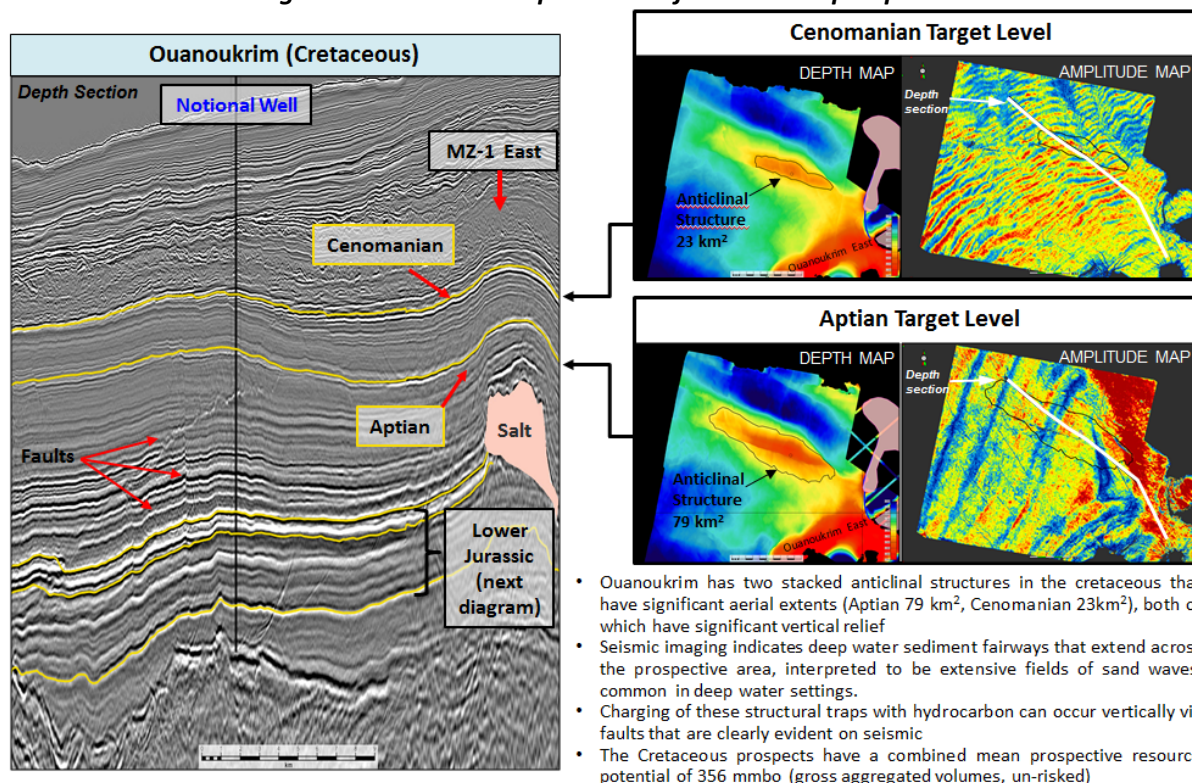 Ouanoukrim (Cretaceous)
Depth Section
Notional Well
MZ-1 East
Cenomanian
Aptian
Salt
Faults
Lower
Jurassic
(next
diagram)
km
Cenomanian Target Level
DEPTH MAP
AMPLITUDE MAP
Depth
section
Anticlinal
Structure
23 km²
Ouanoukrim East
Aptian Target Level
DEPTH MAP
AMPLITUDE MAP
Depth
section
Anticlinal
Structure
79 km²
Ouanoukrim East
• Ouanoukrim has two stacked anticlinal structures in the cretaceous tha
have significant aerial extents (Aptian 79 km², Cenomanian 23km²), both o
which have significant vertical relief
• Seismic imaging indicates deep water sediment fairways that extend acros
the prospective area, interpreted to be extensive fields of sand waves
common in deep water settings.
• Charging of these structural traps with hydrocarbon can occur vertically vi
faults that are clearly evident on seismic
• The Cretaceous prospects have a combined mean prospective resourc
potential of 356 mmbo (gross aggregated volumes, un-risked)